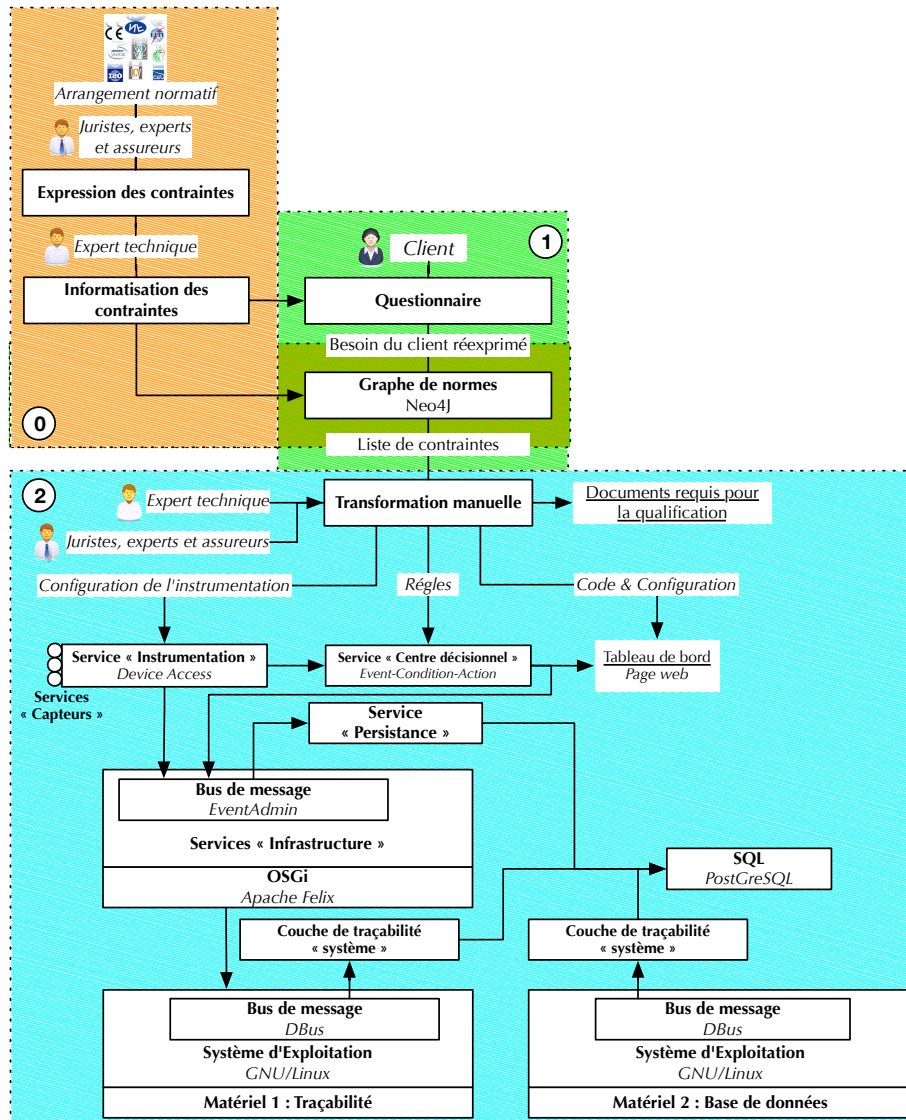 CE
Arrangement normatif
Juristes, experts
et assureurs
Expression des contraintes
Expert technique
Informatisation des
contraintes
0
1
Client
Questionnaire
Besoin du client réexprimé
Graphe de normes
Neo4J
Liste de contraintes
2
Expert technique
Juristes, experts et assureurs
Transformation manuelle
Documents requis pour
la qualification
Configuration de l'instrumentation
Régles
Code & Configuration
Service « Instrumentation »
Device Access
Services
« Capteurs »
Service « Centre décisionnel »
Event-Condition-Action
Tableau de bord
Page web
Service
« Persistance »
Bus de message
EventAdmin
Services « Infrastructure »
OSGi
Apache Felix
SQL
PostGreSQL
Couche de traçabilité
« système »
Couche de traçabilité
« système »
Bus de message
DBus
Système d'Exploitation
GNU/Linux
Matériel 1 : Traçabilité
Bus de message
DBus
Système d'Exploitation
GNU/Linux
Matériel 2 : Base de données